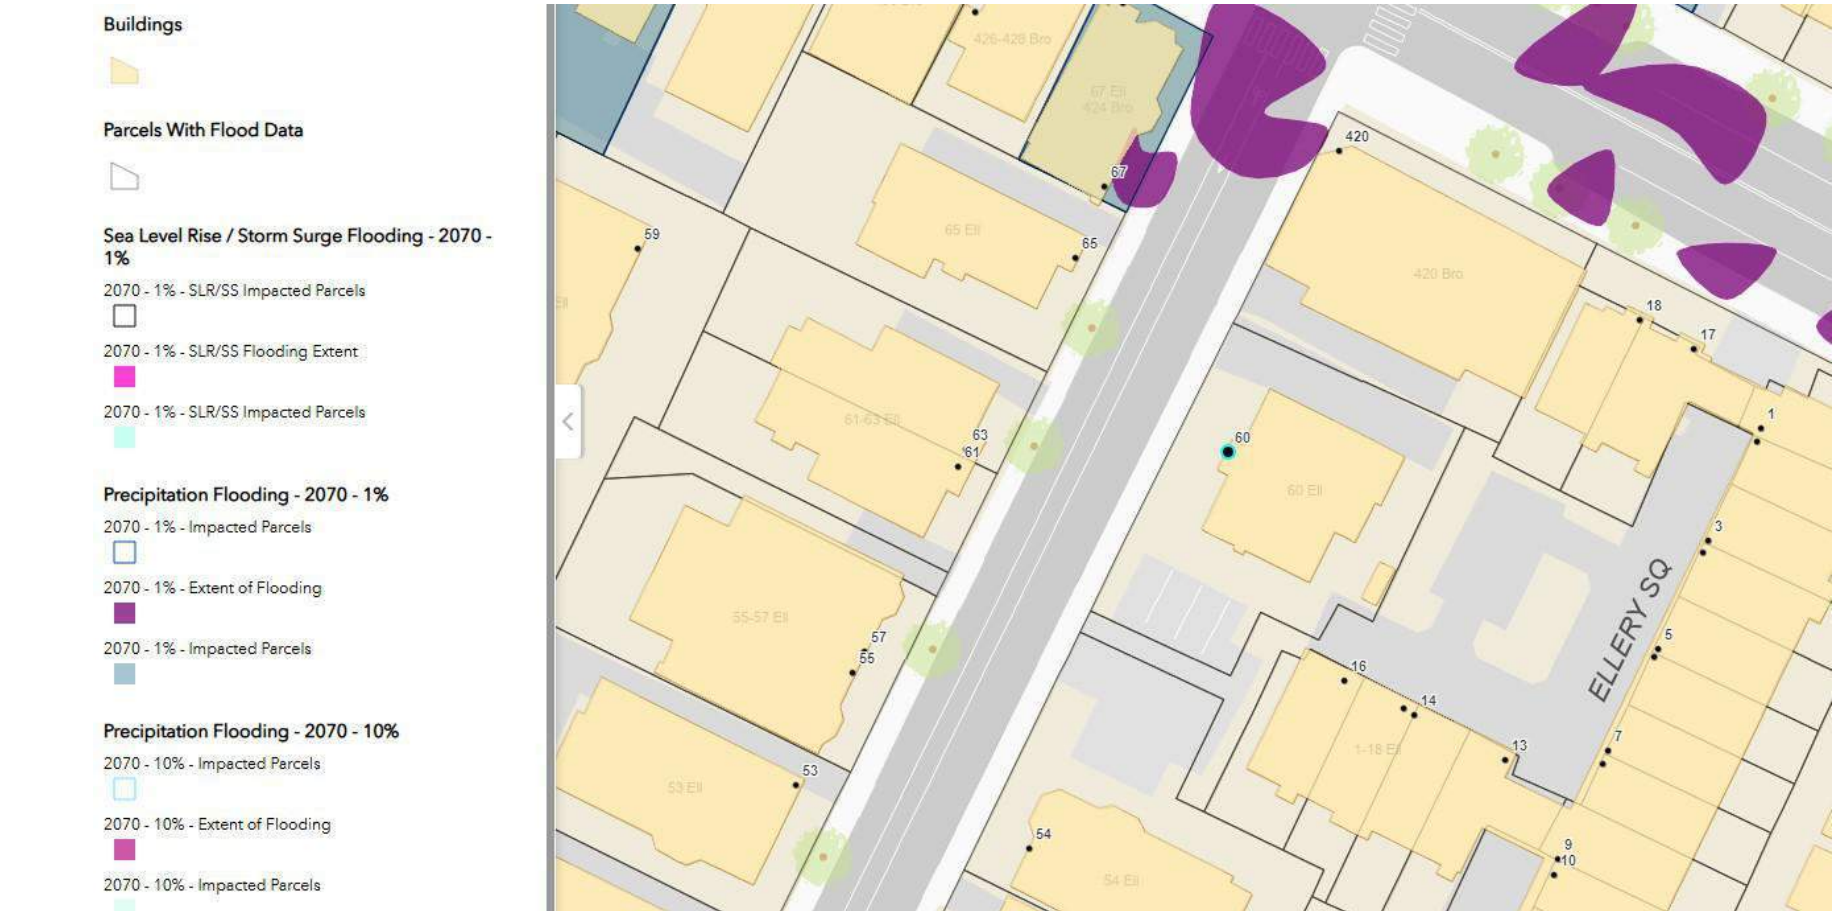 Buildings
Parcels With Flood Data
Sea Level Rise / Storm Surge Flooding - 2070 -
1%
2070 - 1% - SLR/SS Impacted Parcels
2070 - 1% - SLR/SS Flooding Extent
2070 - 1% - SLR/SS Impacted Parcels
Precipitation Flooding - 2070 - 1%
2070 - 1% - Impacted Parcels
2070 - 1% - Extent of Flooding
2070 - 1% - Impacted Parcels
Precipitation Flooding - 2070 - 10%
2070 - 10% - Impacted Parcels
2070 - 10% - Extent of Flooding
2070 - 10% - Impacted Parcels
426-428 Bro
67 Ell
424 Bro
67
420
59
65 Ell
65
420 Bro
18
17
Ell
61-63 Ell
63
61
60
60 Ell
1
3
ELLERY SQ
55-57 Ell
57
55
5
16
14
1-18 Ell
13
7
53 Ell
53
54
54 Ell
9
10